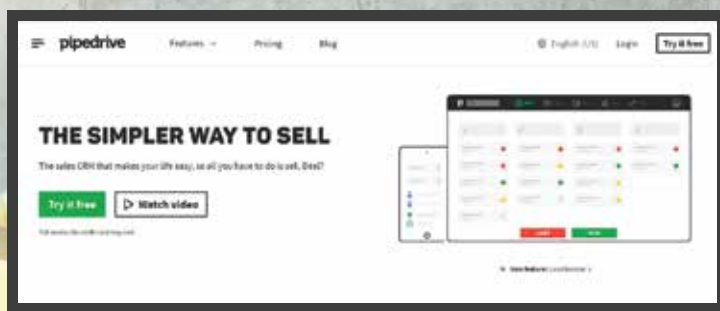 pipedrive
Features
Pricing
Blog
English (US)
Login
Try it free
THE SIMPLER WAY TO SELL
The sales CRM that makes your life easy, so all you have to do is sell. Deal?
Try it free
Watch video